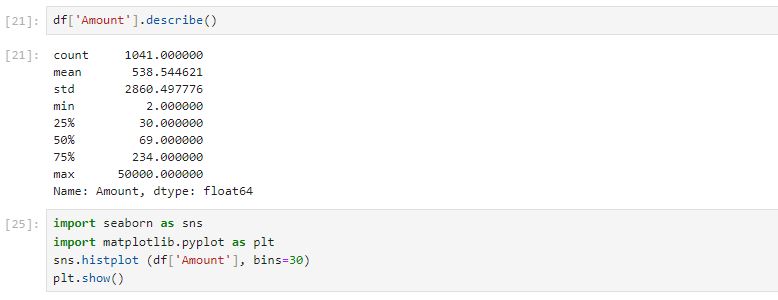 [21]: df['Amount'].describe()
[21]: count 1041.000000
mean 538.544621
std 2860.497776
min 2.000000
25% 30.000000
50% 69.000000
75% 234.000000
max 50000.000000
Name: Amount, dtype: float64
[25]: import seaborn as sns
import matplotlib.pyplot as plt
sns.histplot (df['Amount'], bins=30)
plt.show()